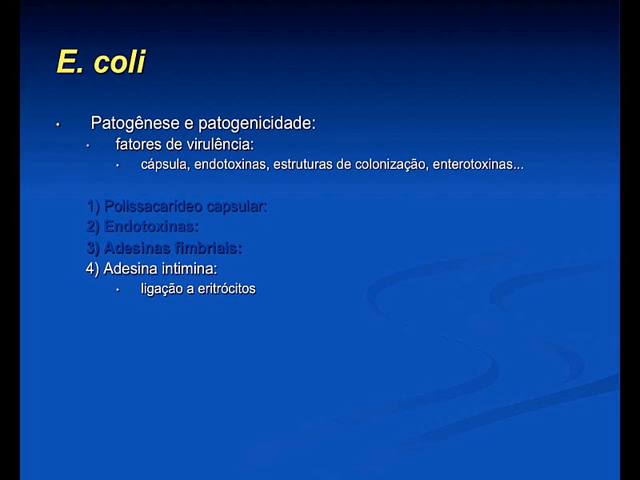 E. coli
• Patogênese e patogenicidade:
• fatores de virulência:
• cápsula, endotoxinas, estruturas de colonização, enterotoxinas...
1) Polissacarídeo capsular:
2) Endotoxinas:
3) Adesinas fimbriais:
4) Adesina intimina:
• ligação a eritrócitos